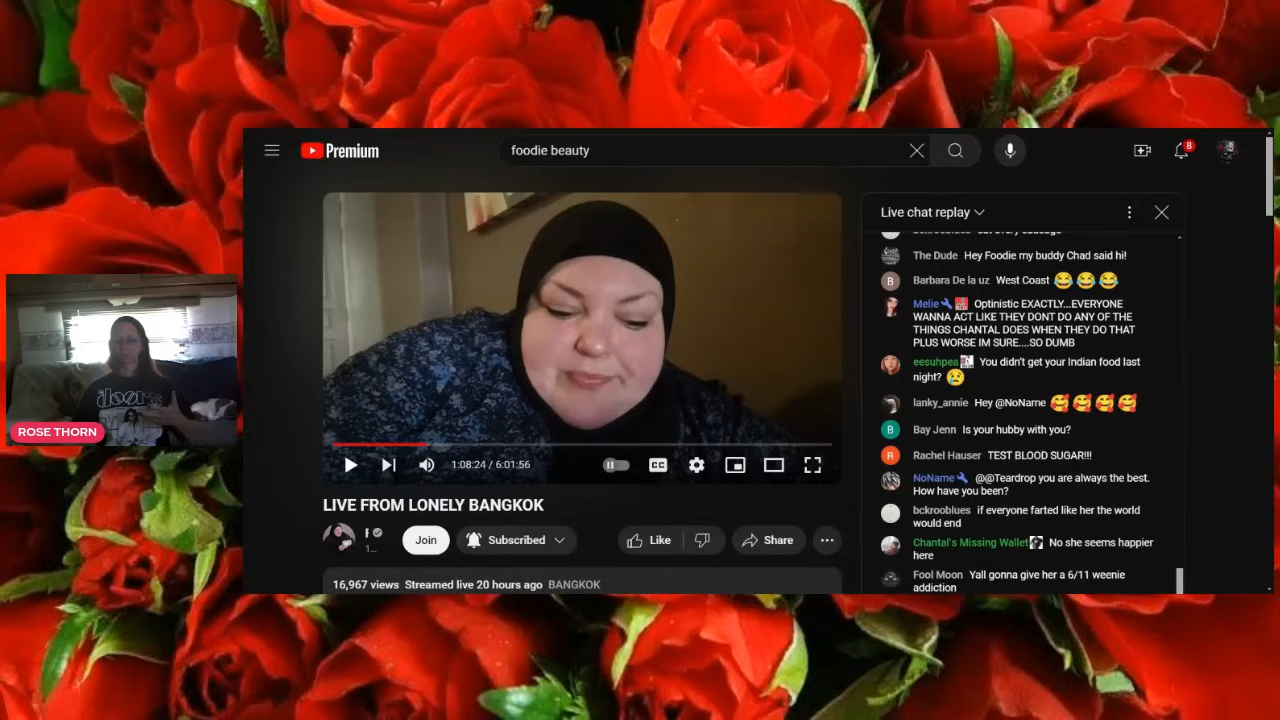 Premium
foodie beauty
8
Live chat replay
The Dude Hey Foodie my buddy Chad said hi!
B Barbara De la uz West Coast 😂😂😂
Melie Optinistic EXACTLY...EVERYONE
WANNA ACT LIKE THEY DONT DO ANY OF THE
THINGS CHANTAL DOES WHEN THEY DO THAT
PLUS WORSE IM SURE....SO DUMB
eesuhpea You didn't get your Indian food last
night? 😢
lanky_annie Hey @NoName 🥰🥰🥰🥰
B Bay Jenn Is your hubby with you?
R Rachel Hauser TEST BLOOD SUGAR!!!
NoName @@Teardrop you are always the best.
How have you been?
bckrooblues if everyone farted like her the world
would end
Chantal's Missing Wallet No she seems happier
here
Fool Moon Yall gonna give her a 6/11 weenie
addiction
the doors
ROSE THORN
1:08:24 / 6:01:56
CC
LIVE FROM LONELY BANGKOK
Join
Subscribed
Like
Share
1...
16,967 views Streamed live 20 hours ago BANGKOK